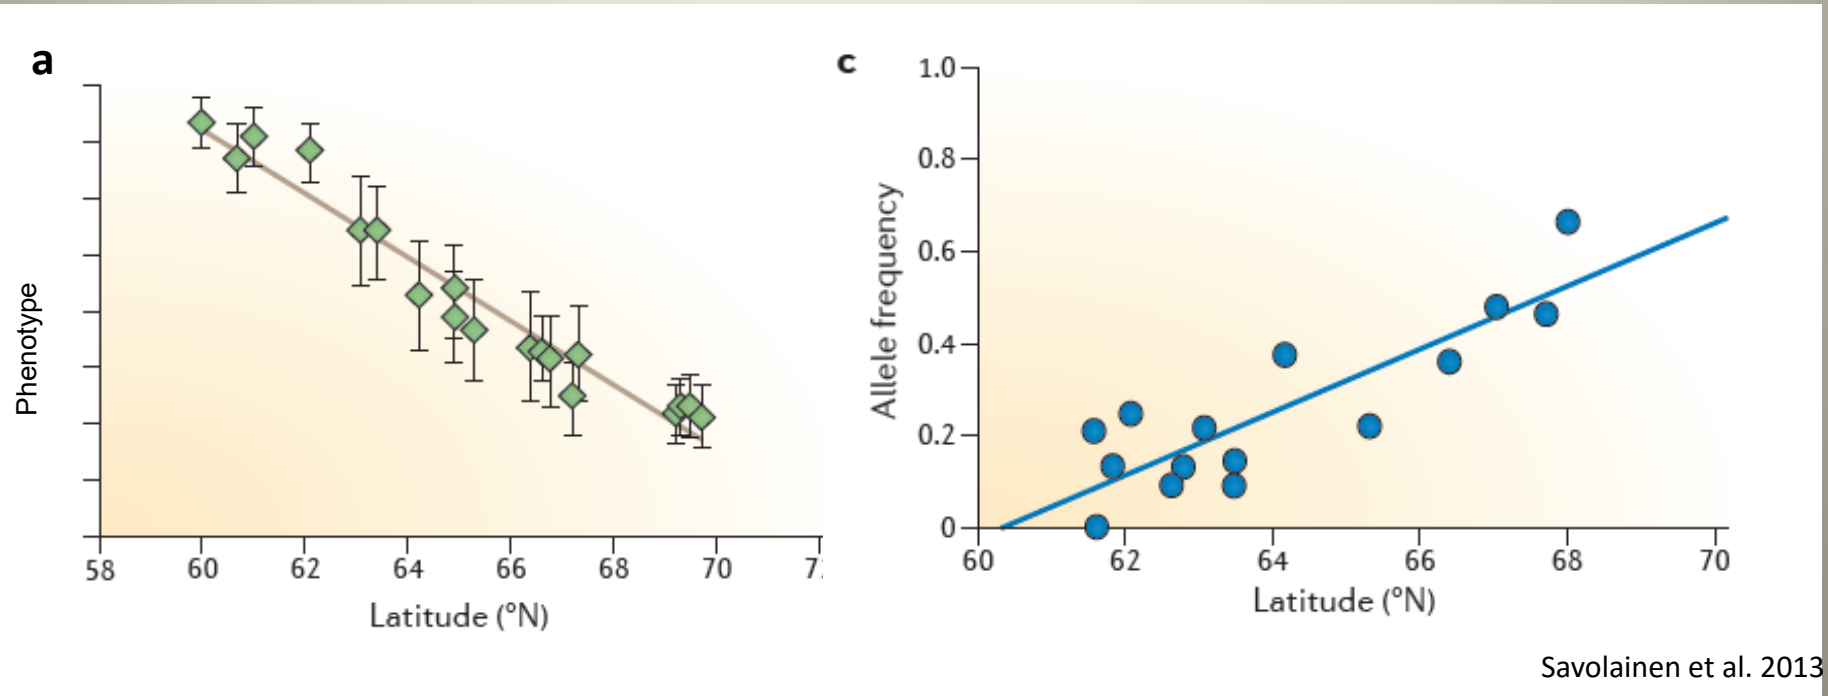 a
Phenotype
58 60 62 64 66 68 70
Latitude (°N)
c
Allele frequency
1.0
0.8
0.6
0.4
0.2
0
60 62 64 66 68 70
Latitude (°N)
Savolainen et al. 2013